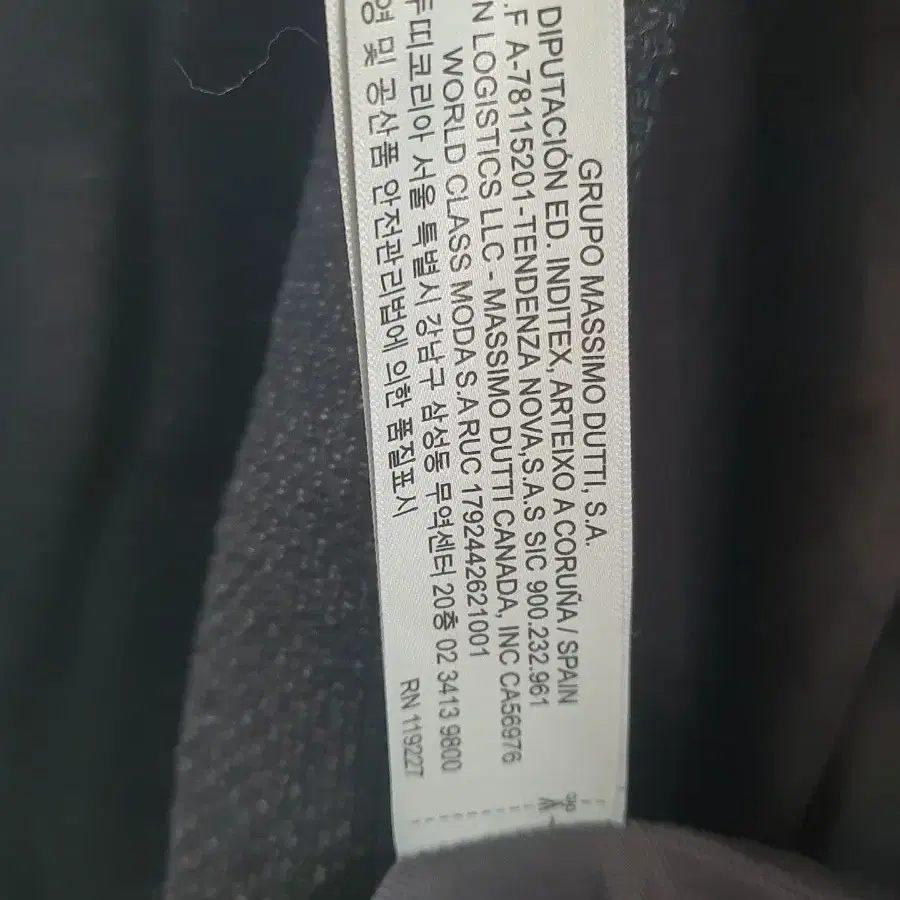 GRUPO MASSIMO DUTTI, S.A.
DIPUTACIÓN ED. INDITEX, ARTEIXO A CORUÑA / SPAIN
.F A-78115201-TENDENZA NOVA,S.A.S SIC 900.232.961
N LOGISTICS LLC - MASSIMO DUTTI CANADA, INC CA56976
WORLD CLASS MODA S.A RUC 1792442621001
두띠코리아 서울 특별시 강남구 삼성동 무역센터 20층 02 3413 9800
및 공산품 안전관리법에 의한 품질표시
RN 119227